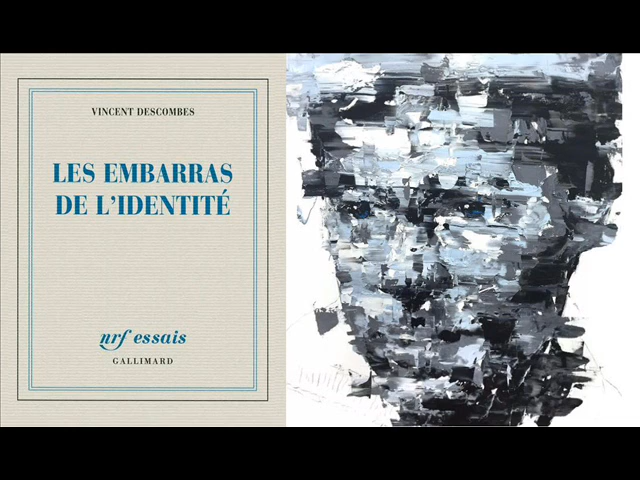 VINCENT DESCOMBES
LES EMBARRAS
DE L'IDENTITÉ
nrf essais
GALLIMARD